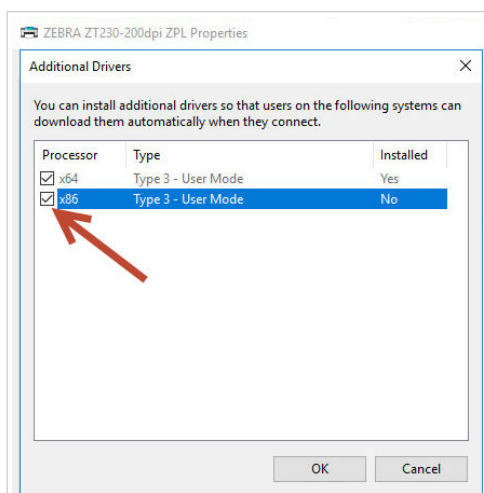 ZEBRA ZT230-200dpi ZPL Properties
Additional Drivers
You can install additional drivers so that users on the following systems can
download them automatically when they connect.
Processor Type Installed
x64 Type 3 - User Mode Yes
x86 Type 3 - User Mode No
OK Cancel